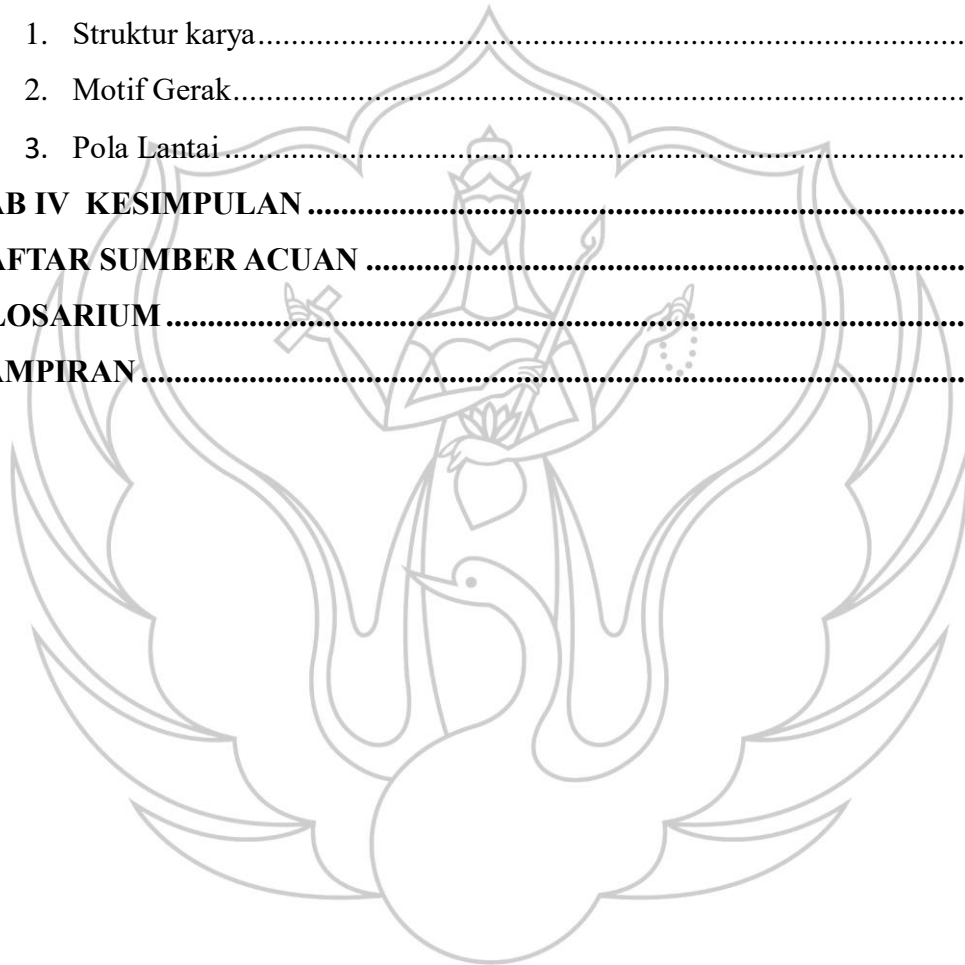 1. Struktur karya...........................................................................................
2. Motif Gerak..............................................................................................
3. Pola Lantai...............................................................................................
AB IV KESIMPULAN...................................................................................
AFTAR SUMBER ACUAN............................................................................
LOSARIUM..................................................................................................
AMPIRAN.....................................................................................................